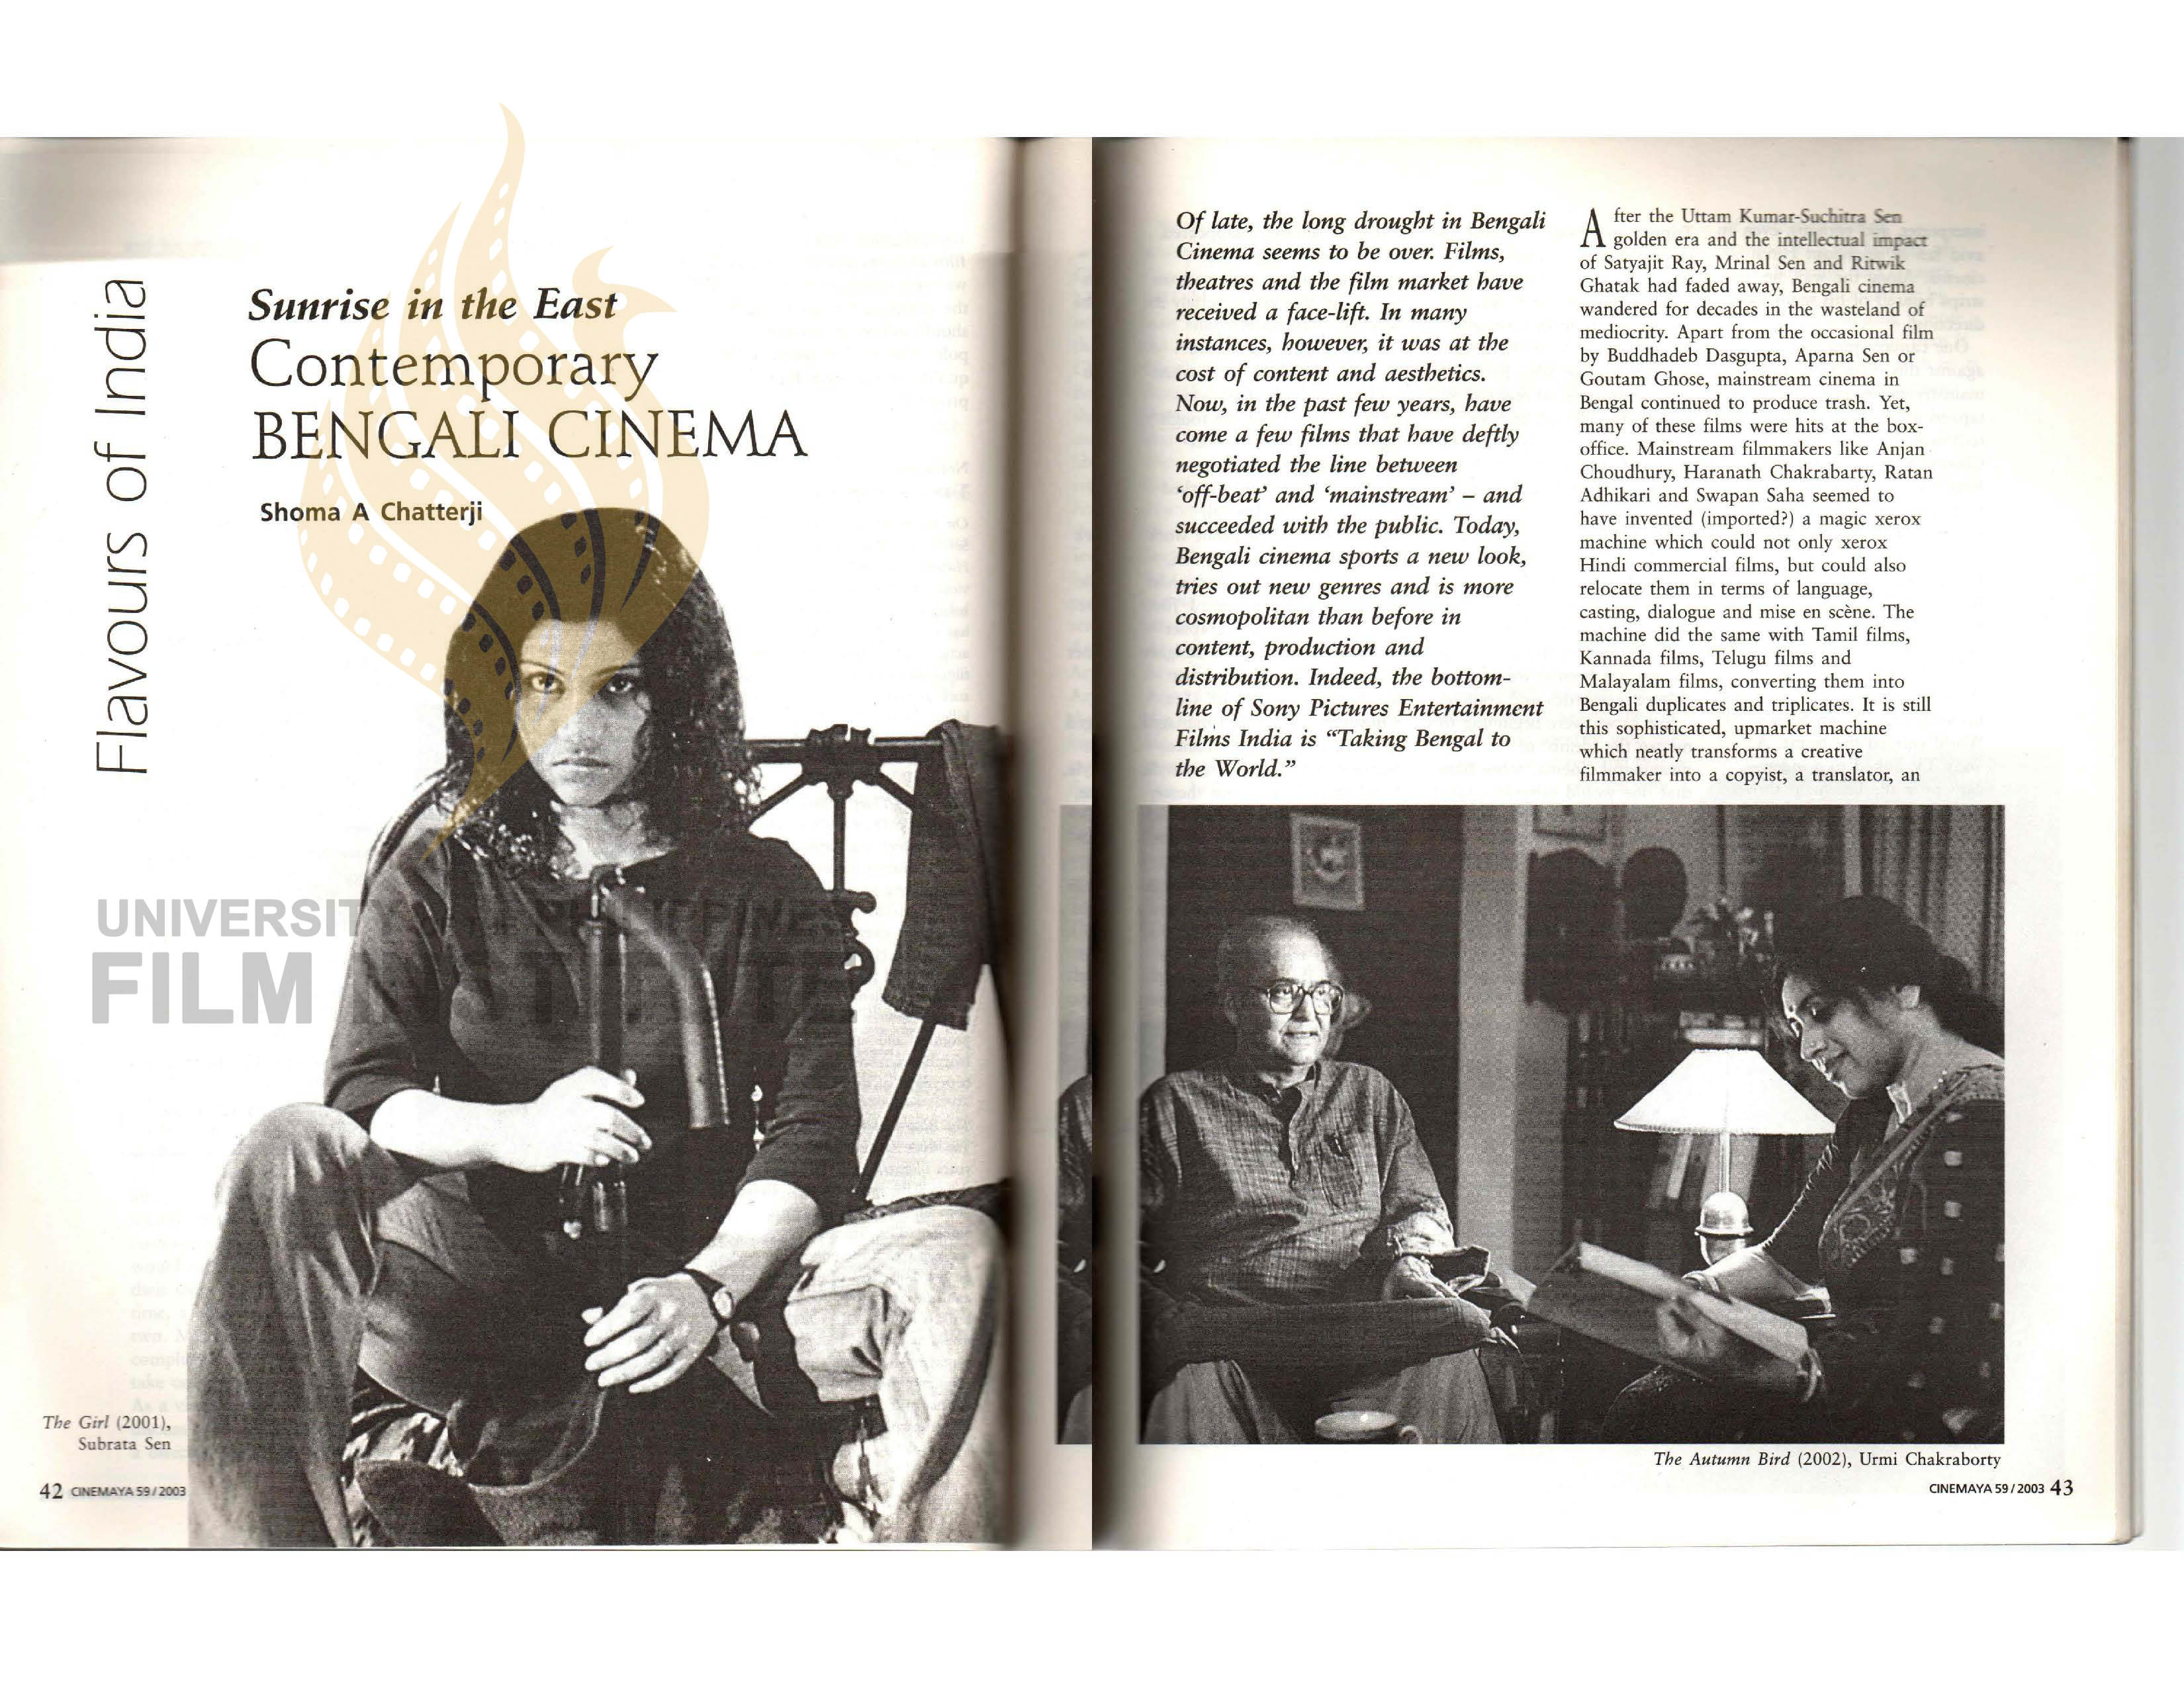 Flavours of India
Sunrise in the East
Contemporary
BENGALI CINEMA
Shoma A Chatterji
UNIVERSITY
FILM INSTITUTE
The Girl (2001),
Subrata Sen
42 CINEMAYA 59 / 2003
Of late, the long drought in Bengali
Cinema seems to be over. Films,
theatres and the film market have
received a face-lift. In many
instances, however, it was at the
cost of content and aesthetics.
Now, in the past few years, have
come a few films that have deftly
negotiated the line between
‘off-beat’ and ‘mainstream’ – and
succeeded with the public. Today,
Bengali cinema sports a new look,
tries out new genres and is more
cosmopolitan than before in
content, production and
distribution. Indeed, the bottom-
line of Sony Pictures Entertainment
Films India is “Taking Bengal to
the World.”
After the Uttam Kumar-Suchitra Sen
golden era and the intellectual impact
of Satyajit Ray, Mrinal Sen and Ritwik
Ghatak had faded away, Bengali cinema
wandered for decades in the wasteland of
mediocrity. Apart from the occasional film
by Buddhadeb Dasgupta, Aparna Sen or
Goutam Ghose, mainstream cinema in
Bengal continued to produce trash. Yet,
many of these films were hits at the box-
office. Mainstream filmmakers like Anjan
Choudhury, Haranath Chakrabarty, Ratan
Adhikari and Swapan Saha seemed to
have invented (imported?) a magic xerox
machine which could not only xerox
Hindi commercial films, but could also
relocate them in terms of language,
casting, dialogue and mise en scène. The
machine did the same with Tamil films,
Kannada films, Telugu films and
Malayalam films, converting them into
Bengali duplicates and triplicates. It is still
this sophisticated, upmarket machine
which neatly transforms a creative
filmmaker into a copyist, a translator, an
The Autumn Bird (2002), Urmi Chakraborty
CINEMAYA 59 / 2003 43